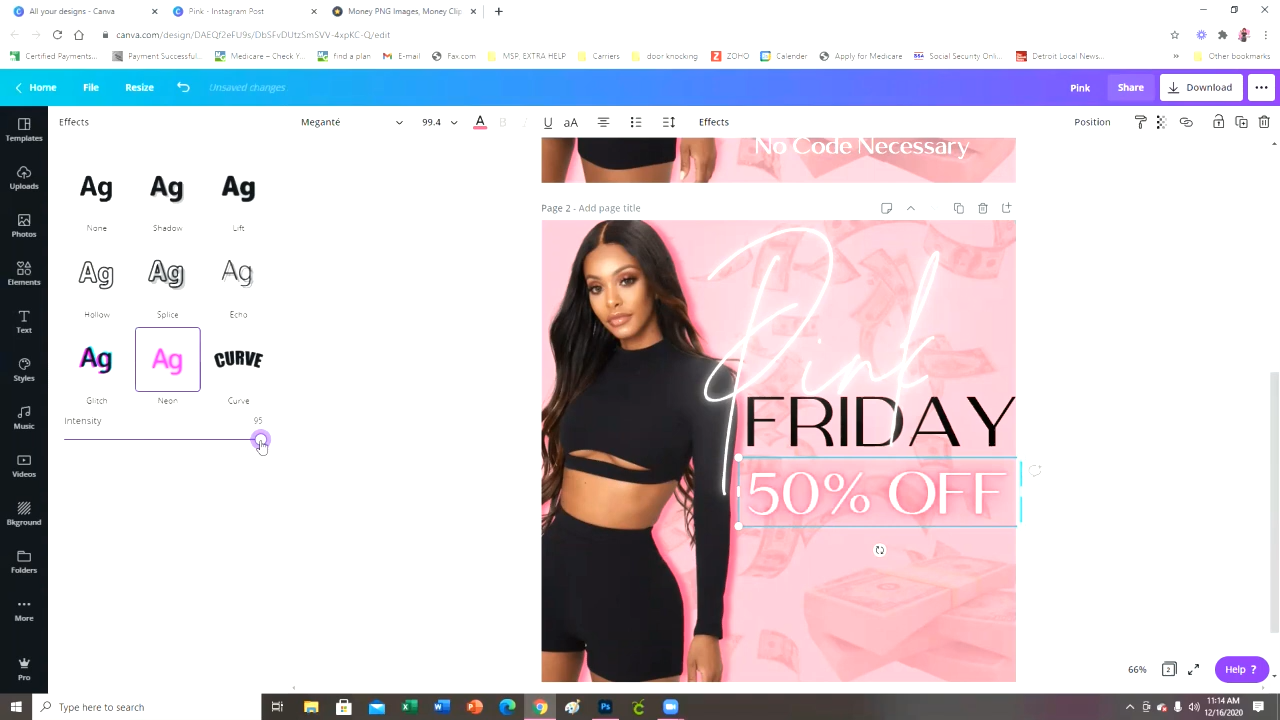 All your designs - Canva
Pink - Instagram Post
Money PNG Images, Money Clip
canva.com/design/DAEQf2eFU9s/DbSFvDUtzSmSVV-4xpKC-Q/edit
Certified Payments...
Payment Successful...
Medicare – Check Y...
find a plan
E-mail
Fax.com
MSP, EXTRA HELP
Carriers
door knocking
ZOHO
Calender
Apply for Medicare
Social Security Onli...
Detroit Local News...
Other bookmarks
Home
File
Resize
Unsaved changes
Pink
Share
Download
Effects
Meganté
99.4
A
B
U
aA
Effects
Position
Templates
Uploads
Photos
Elements
Text
Styles
Music
Videos
Bkground
Folders
More
Pro
Ag
Ag
Ag
None
Shadow
Lift
Ag
Ag
Ag
Hollow
Splice
Echo
Ag
Ag
CURVE
Glitch
Neon
Curve
Intensity
95
No Code Necessary
Page 2 - Add page title
Pink
FRIDAY
50% OFF
66%
2
Help ?
Type here to search
11:14 AM
12/16/2020